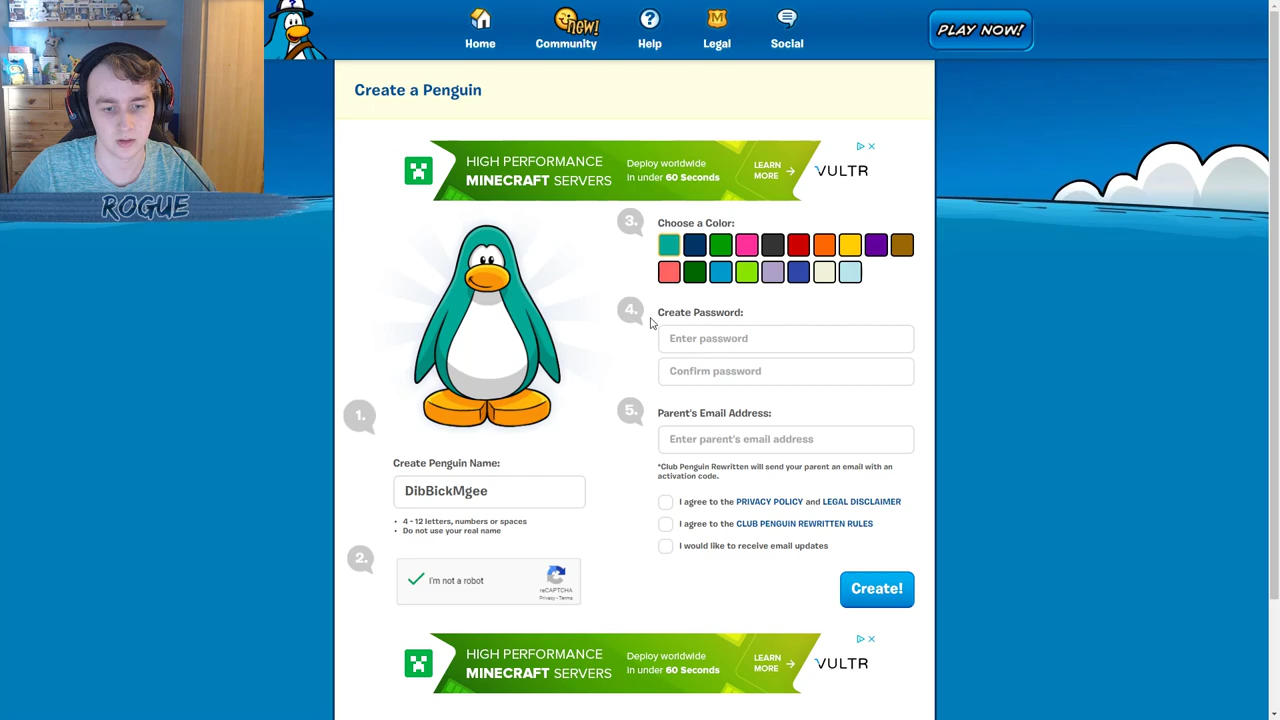 new!
Home
Community
Help
Legal
Social
PLAY NOW!
ROGUE
Create a Penguin
HIGH PERFORMANCE
MINECRAFT SERVERS
Deploy worldwide
in under 60 Seconds
LEARN
MORE
VULTR
1.
Create Penguin Name:
DibBickMgee
• 4 - 12 letters, numbers or spaces
• Do not use your real name
2.
I'm not a robot
reCAPTCHA
Privacy - Terms
3.
Choose a Color:
4.
Create Password:
Enter password
Confirm password
5.
Parent's Email Address:
Enter parent's email address
*Club Penguin Rewritten will send your parent an email with an
activation code.
I agree to the PRIVACY POLICY and LEGAL DISCLAIMER
I agree to the CLUB PENGUIN REWRITTEN RULES
I would like to receive email updates
Create!
HIGH PERFORMANCE
MINECRAFT SERVERS
Deploy worldwide
in under 60 Seconds
LEARN
MORE
VULTR